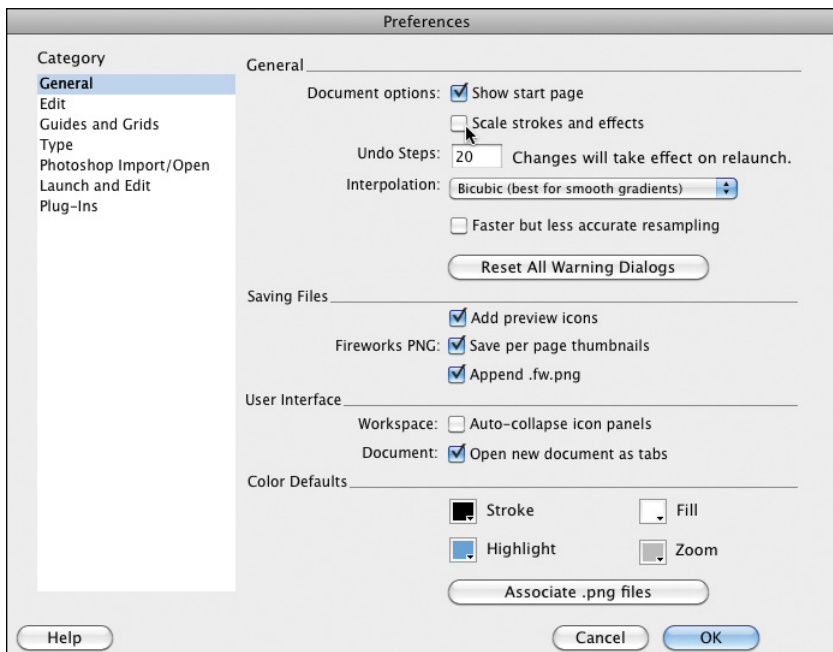 Preferences
Category
General
Edit
Guides and Grids
Type
Photoshop Import/Open
Launch and Edit
Plug-Ins
General
Document options: Show start page
Scale strokes and effects
Undo Steps: 20 Changes will take effect on relaunch.
Interpolation: Bicubic (best for smooth gradients)
Faster but less accurate resampling
Reset All Warning Dialogs
Saving Files
Add preview icons
Fireworks PNG: Save per page thumbnails
Append .fw.png
User Interface
Workspace: Auto-collapse icon panels
Document: Open new document as tabs
Color Defaults
Stroke Fill
Highlight Zoom
Associate .png files
Help Cancel OK